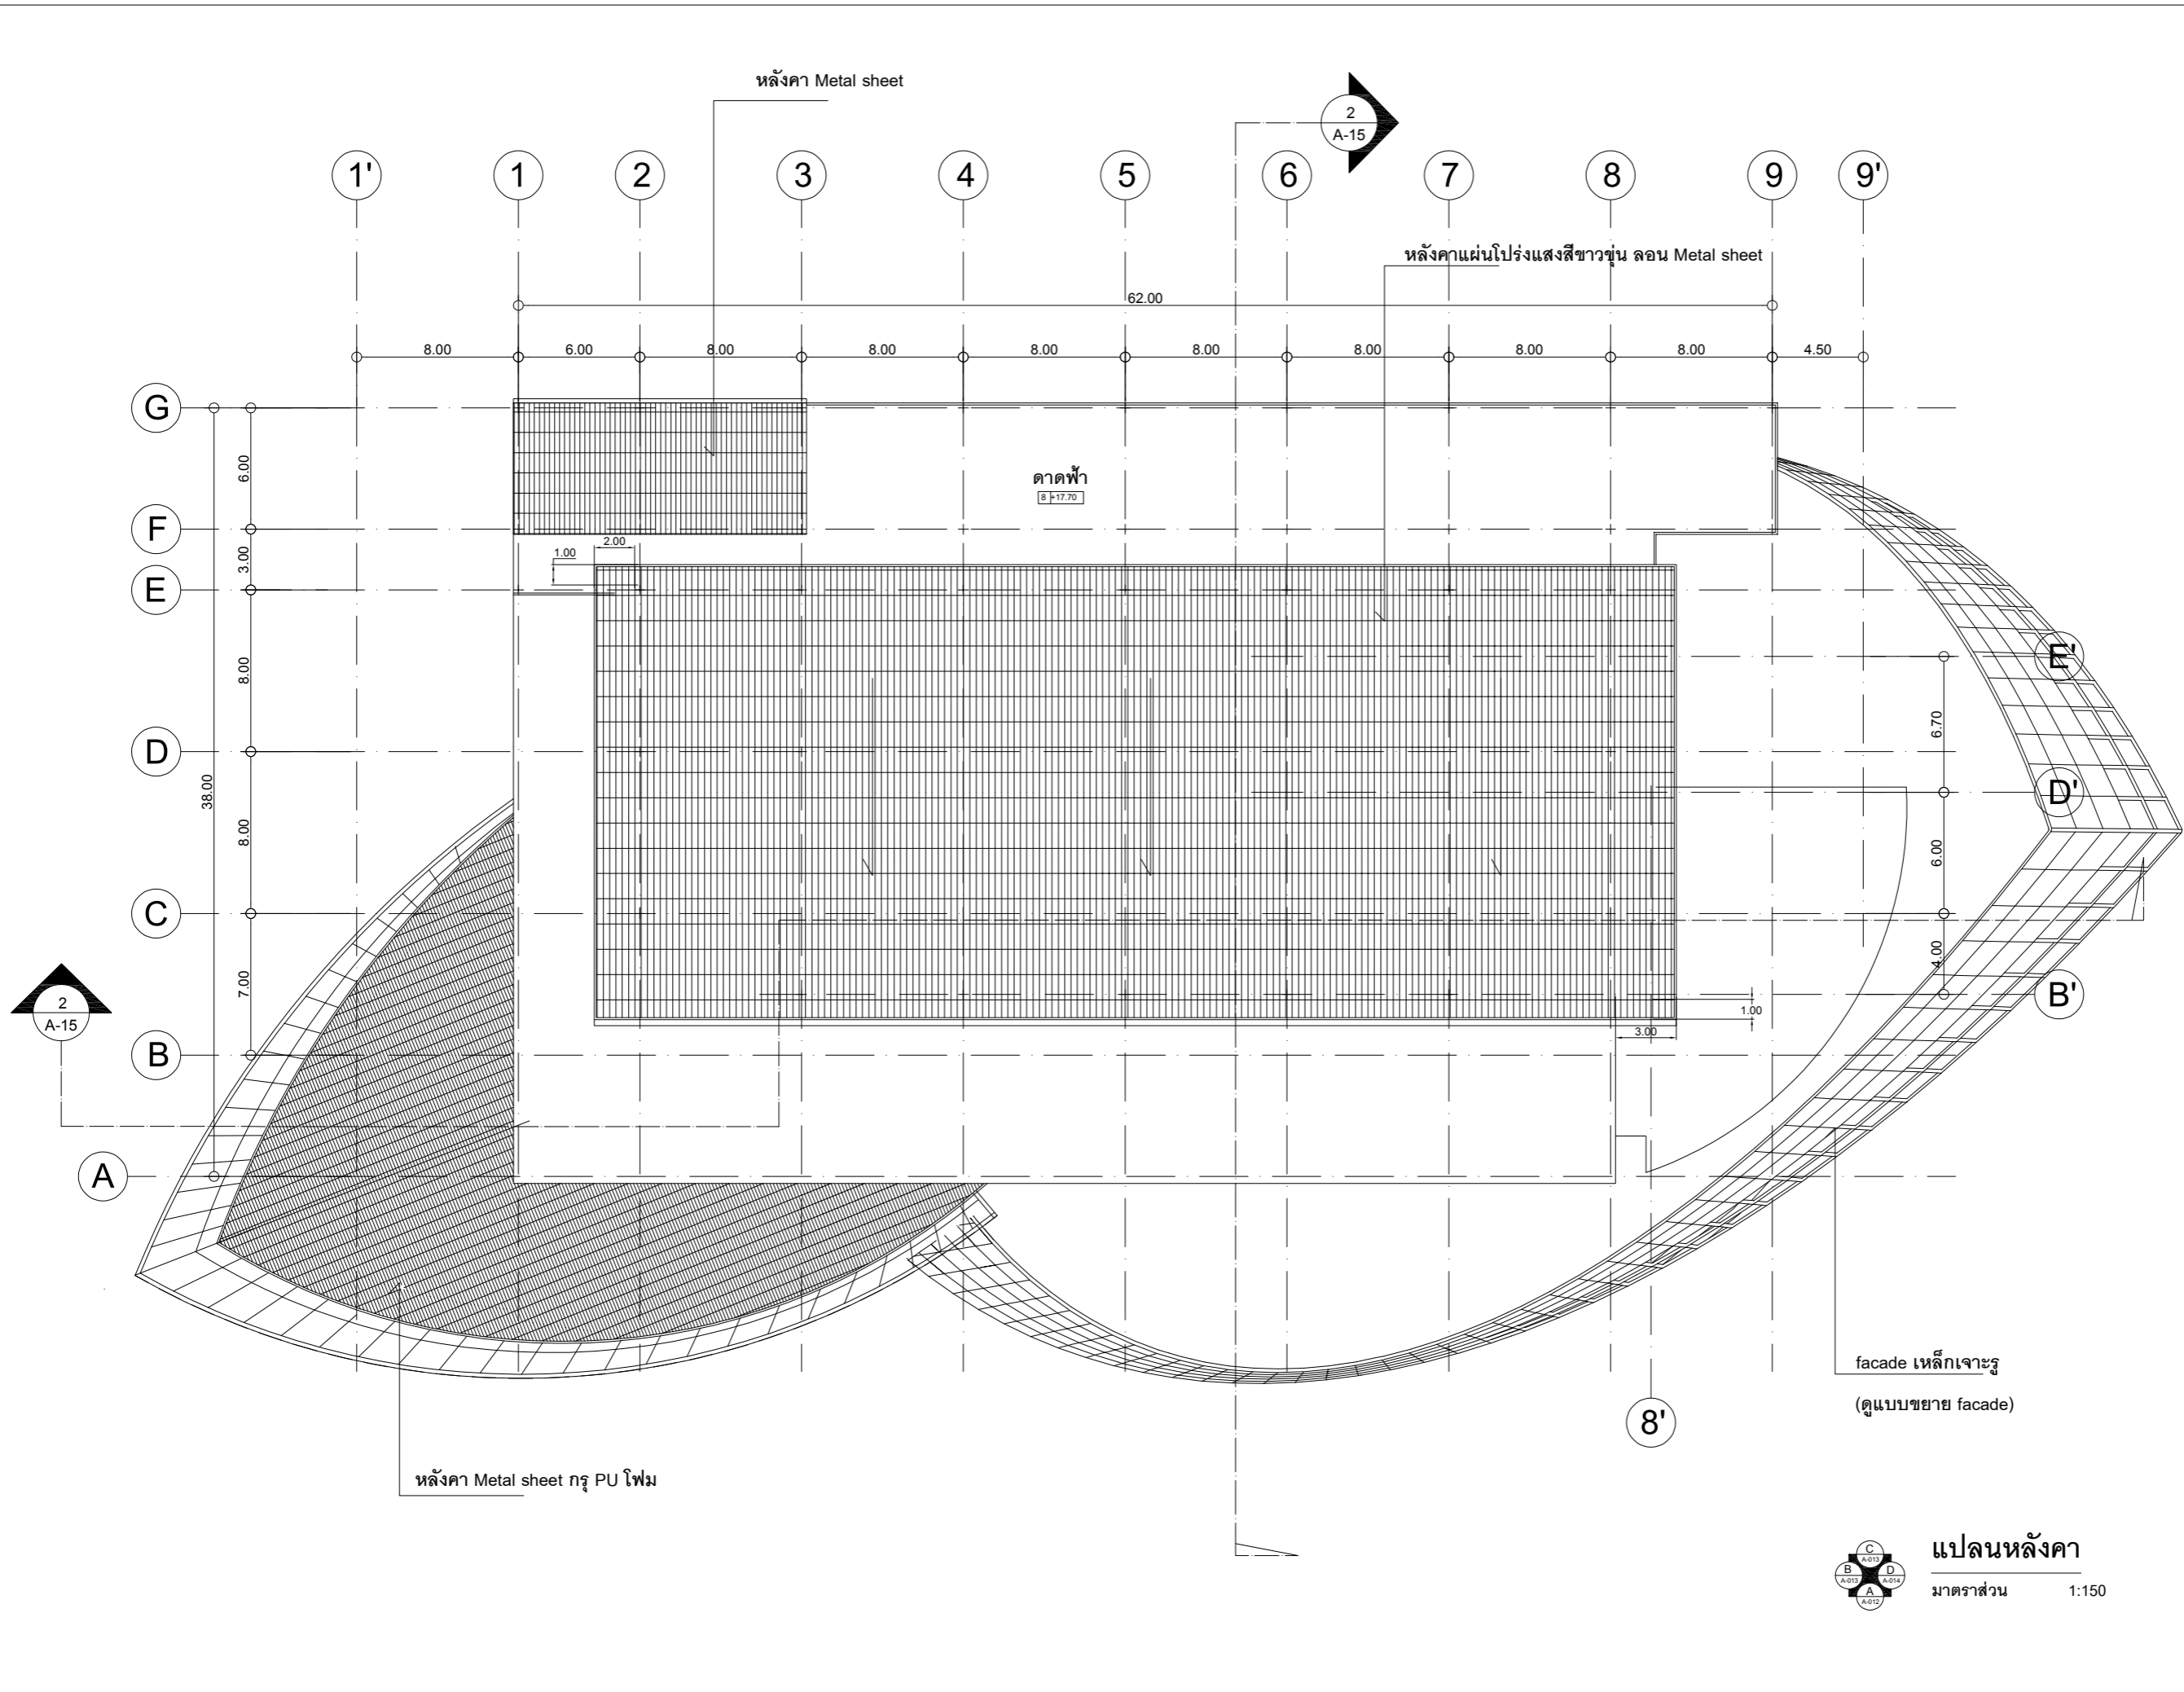 หลังคา Metal sheet
2
A-15
1' 1 2 3 4 5 6 7 8 9 9'
หลังคาแผ่นโปร่งแสงสีขาวขุ่น ลอน Metal sheet
62.00
8.00 6.00 8.00 8.00 8.00 8.00 8.00 8.00 8.00 4.50
G
6.00
ดาดฟ้า
8 +17.70
F
3.00
1.00
2.00
E
8.00
E'
6.70
D
38.00
D'
8.00
6.00
C
7.00
4.00
B'
2
A-15
1.00
3.00
B
A
facade เหล็กเจาะรู
(ดูแบบขยาย facade)
8'
หลังคา Metal sheet กรุ PU โฟม
แปลนหลังคา
มาตราส่วน 1:150
C
A-013
B
A-013
D
A-014
A
A-012